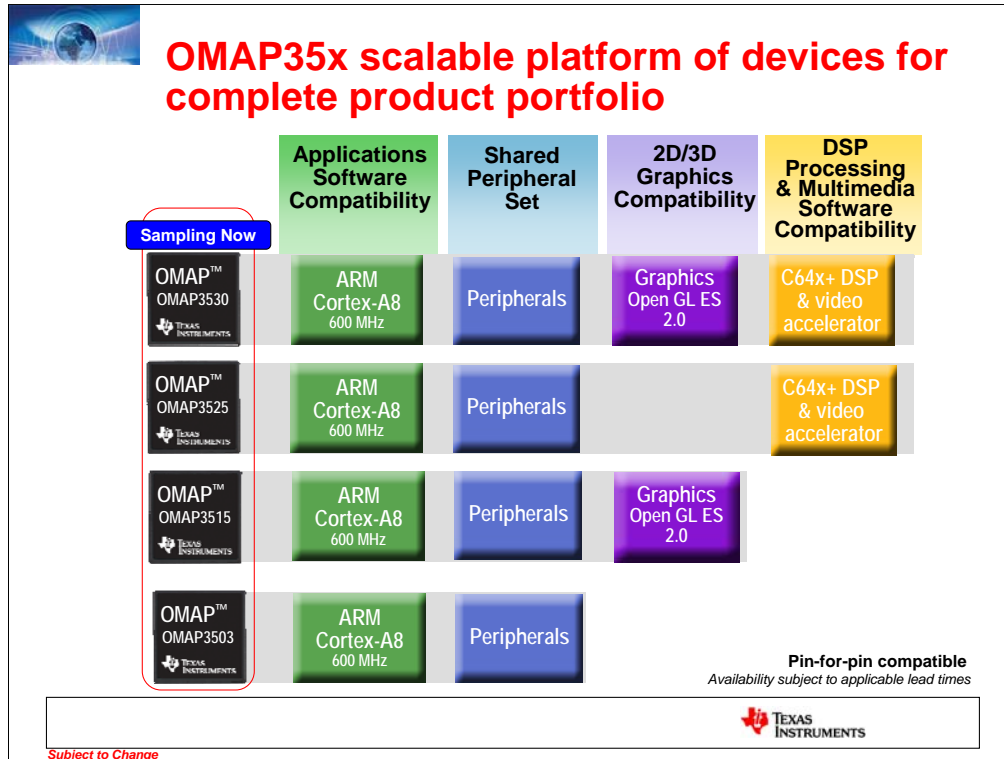 OMAP35x scalable platform of devices for
complete product portfolio
Applications
Software
Compatibility
Shared
Peripheral
Set
2D/3D
Graphics
Compatibility
DSP
Processing
& Multimedia
Software
Compatibility
Sampling Now
OMAP™
OMAP3530
TEXAS
INSTRUMENTS
ARM
Cortex-A8
600 MHz
Peripherals
Graphics
Open GL ES
2.0
C64x+ DSP
& video
accelerator
OMAP™
OMAP3525
TEXAS
INSTRUMENTS
ARM
Cortex-A8
600 MHz
Peripherals
C64x+ DSP
& video
accelerator
OMAP™
OMAP3515
TEXAS
INSTRUMENTS
ARM
Cortex-A8
600 MHz
Peripherals
Graphics
Open GL ES
2.0
OMAP™
OMAP3503
TEXAS
INSTRUMENTS
ARM
Cortex-A8
600 MHz
Peripherals
Pin-for-pin compatible
Availability subject to applicable lead times
TEXAS
INSTRUMENTS
Subject to Change